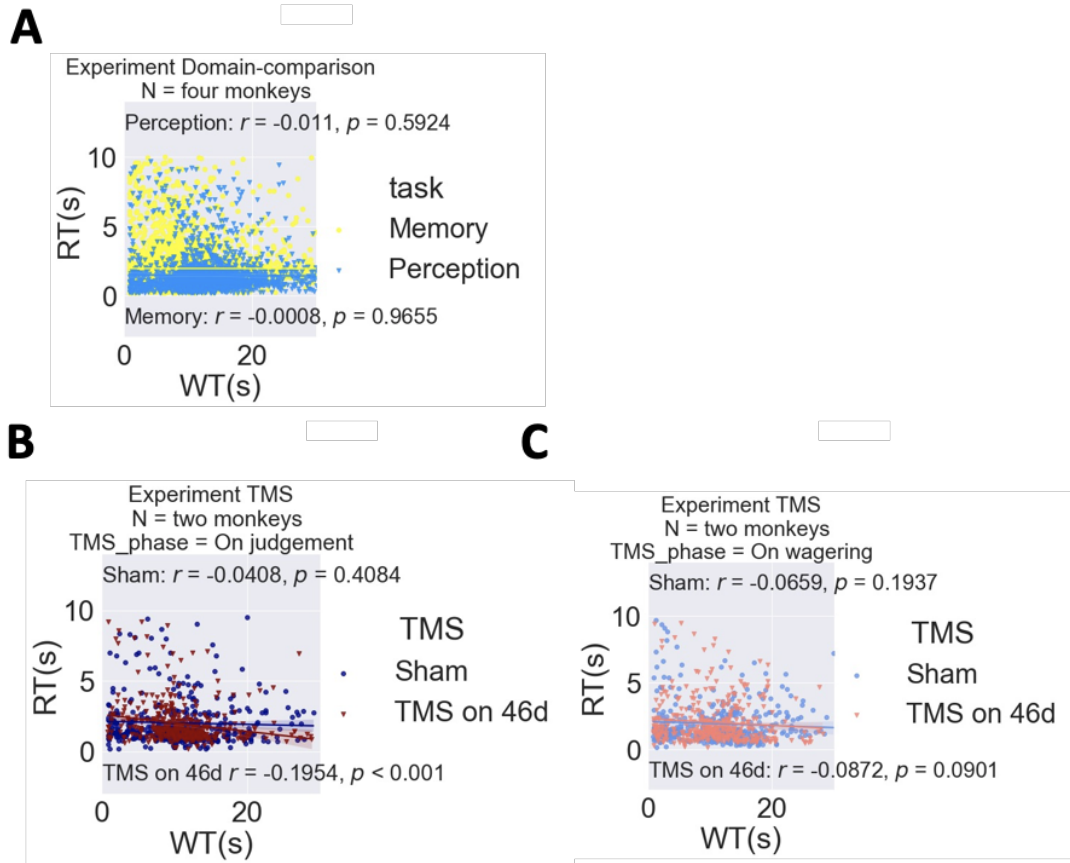 A
Experiment Domain-comparison
N = four monkeys
Perception: r = -0.011, p = 0.5924
10
5
0
RT(s)
task
Memory
Perception
Memory: r = -0.0008, p = 0.9655
0 20
WT(s)
B
Experiment TMS
N = two monkeys
TMS_phase = On judgement
Sham: r = -0.0408, p = 0.4084
10
5
0
RT(s)
TMS
Sham
TMS on 46d
TMS on 46d r = -0.1954, p < 0.001
0 20
WT(s)
C
Experiment TMS
N = two monkeys
TMS_phase = On wagering
Sham: r = -0.0659, p = 0.1937
10
5
0
RT(s)
TMS
Sham
TMS on 46d
TMS on 46d: r = -0.0872, p = 0.0901
0 20
WT(s)